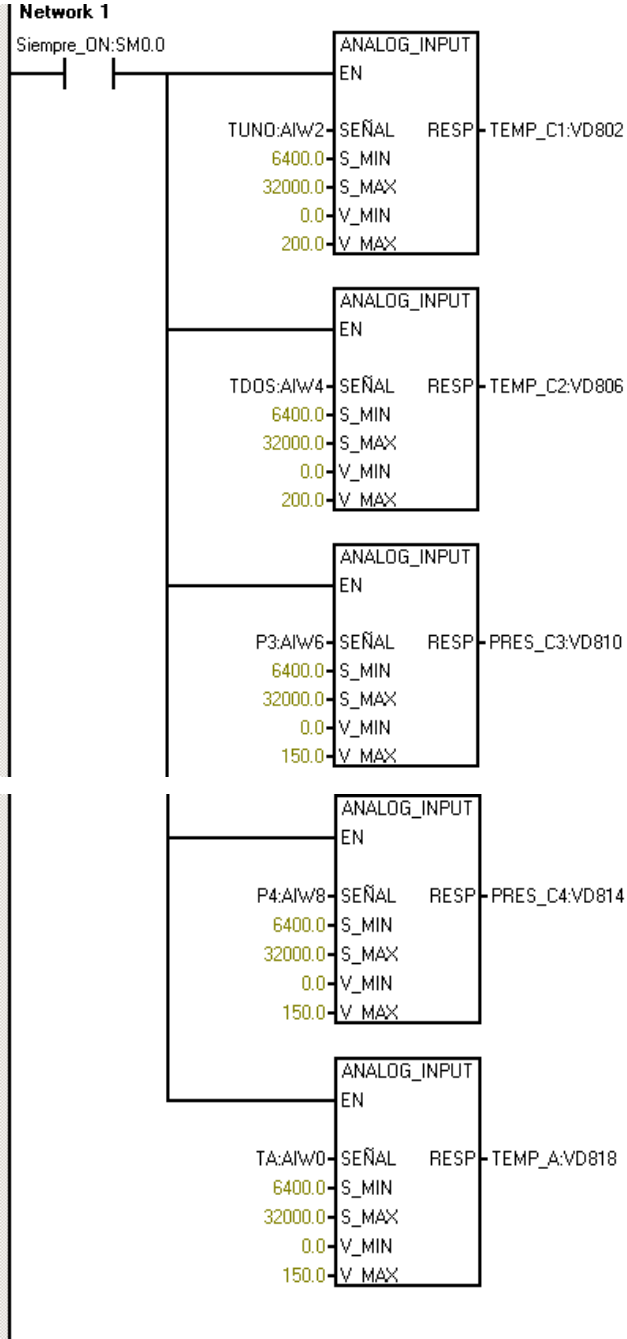 Network 1
Siempre_ON:SM0.0
ANALOG_INPUT
EN
TUNO:AIW2 SEÑAL RESP TEMP_C1:VD802
6400.0 S_MIN
32000.0 S_MAX
0.0 V_MIN
200.0 V_MAX
ANALOG_INPUT
EN
TDOS:AIW4 SEÑAL RESP TEMP_C2:VD806
6400.0 S_MIN
32000.0 S_MAX
0.0 V_MIN
200.0 V_MAX
ANALOG_INPUT
EN
P3:AIW6 SEÑAL RESP PRES_C3:VD810
6400.0 S_MIN
32000.0 S_MAX
0.0 V_MIN
150.0 V_MAX
ANALOG_INPUT
EN
P4:AIW8 SEÑAL RESP PRES_C4:VD814
6400.0 S_MIN
32000.0 S_MAX
0.0 V_MIN
150.0 V_MAX
ANALOG_INPUT
EN
TA:AIW0 SEÑAL RESP TEMP_A:VD818
6400.0 S_MIN
32000.0 S_MAX
0.0 V_MIN
150.0 V_MAX